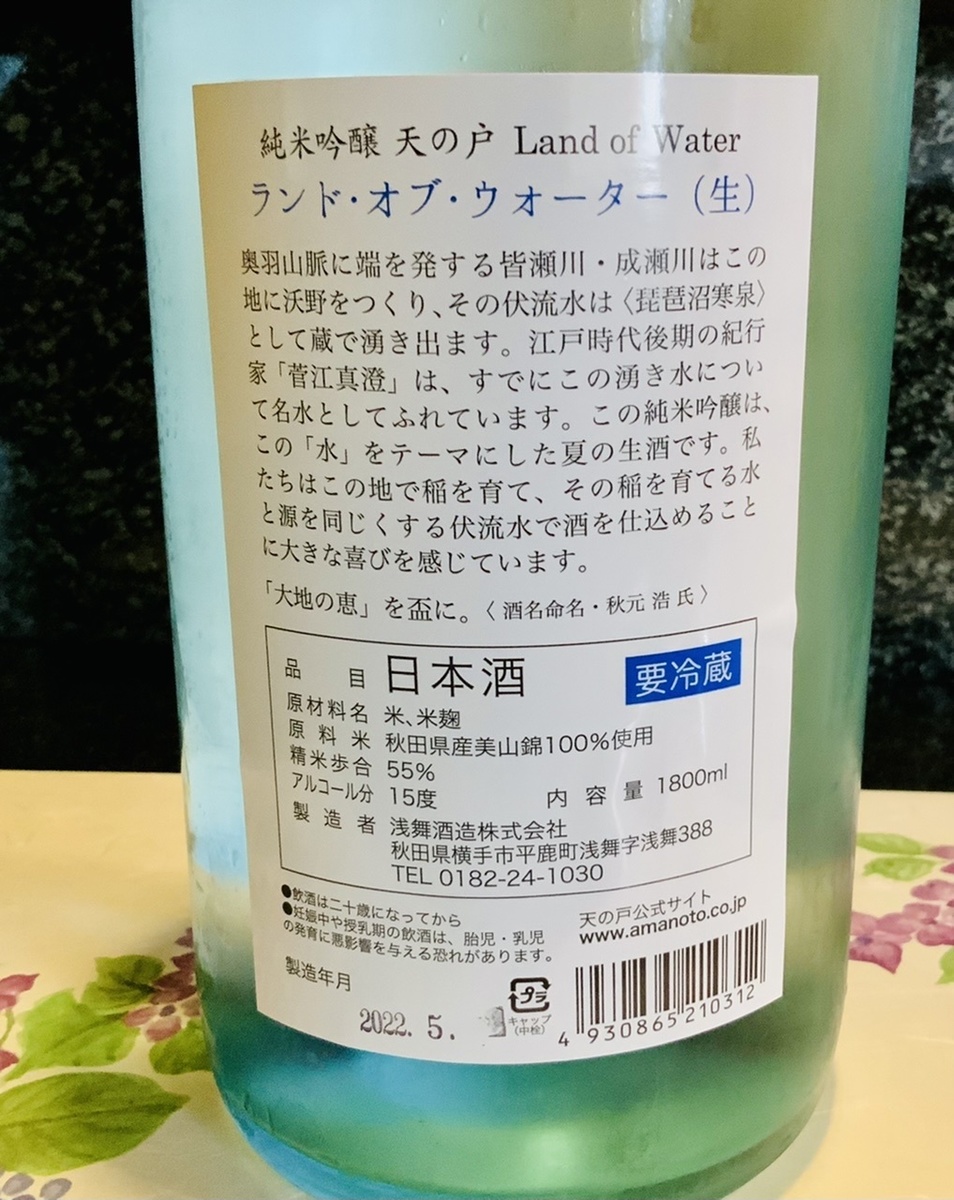 純米吟醸 天の戸 Land of Water
ランド・オブ・ウォーター（生）
奥羽山脈に端を発する皆瀬川・成瀬川はこの
地に沃野をつくり、その伏流水は〈琵琶沼寒泉〉
として蔵で湧き出ます。江戸時代後期の紀行
家「菅江真澄」は、すでにこの湧き水につい
て名水としてふれています。この純米吟醸は、
この「水」をテーマにした夏の生酒です。私
たちはこの地で稲を育て、その稲を育てる水
と源を同じくする伏流水で酒を仕込めること
に大きな喜びを感じています。
「大地の恵」を盃に。〈酒名命名・秋元 浩 氏〉
品目 日本酒 要冷蔵
原材料名 米、米麹
原料米 秋田県産美山錦100%使用
精米歩合 55%
アルコール分 15度 内容量 1800ml
製造者 浅舞酒造株式会社
秋田県横手市平鹿町浅舞字浅舞388
TEL 0182-24-1030
●飲酒は二十歳になってから
●妊娠中や授乳期の飲酒は、胎児・乳児
の発育に悪影響を与える恐れがあります。
天の戸公式サイト
www.amanoto.co.jp
製造年月
2022. 5.
プラ
キャップ
（中栓）
4 930865 210312